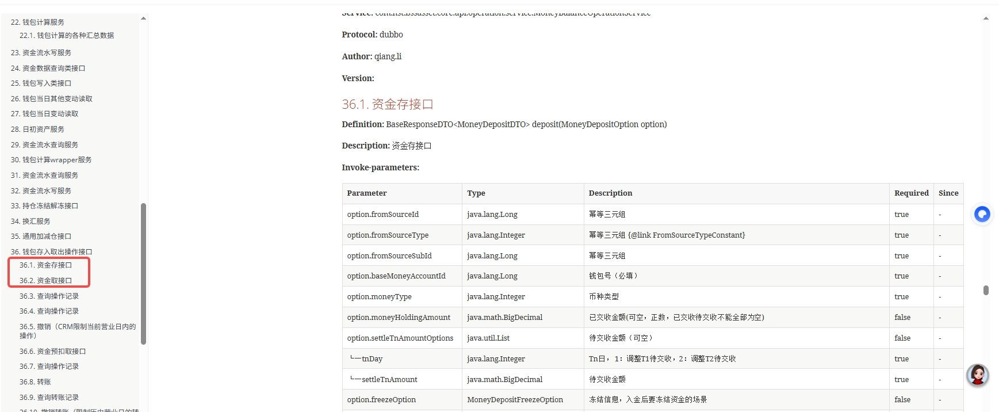 22. 钱包计算服务
22.1. 钱包计算的各种汇总数据
23. 资金流水写服务
24. 资金数据查询类接口
25. 钱包写入类接口
26. 钱包当日其他变动读取
27. 钱包当日变动读取
28. 日初资产服务
29. 资金流水查询服务
30. 钱包计算wrapper服务
31. 资金流水查询服务
32. 资金流水写服务
33. 持仓冻结解冻接口
34. 换汇服务
35. 通用加减仓接口
36. 钱包存入取出操作接口
36.1. 资金存接口
36.2. 资金取接口
36.3. 查询操作记录
36.4. 查询操作记录
36.5. 撤销（CRM限制当前营业日内的
操作）
36.6. 资金预扣取接口
36.7. 查询操作记录
36.8. 转账
36.9. 查询转账记录
36.10. 撤销转账（限制历史营业日的转
Service: com.hst.bssasset.core.api.operation.service.MoneyBalanceOperationService
Protocol: dubbo
Author: qiang.li
Version:
36.1. 资金存接口
Definition: BaseResponseDTO<MoneyDepositDTO> deposit(MoneyDepositOption option)
Description: 资金存接口
Invoke-parameters:
Parameter Type Description Required Since
option.fromSourceId java.lang.Long 幂等三元组 true -
option.fromSourceType java.lang.Integer 幂等三元组 {@link FromSourceTypeConstant} true -
option.fromSourceSubId java.lang.Long 幂等三元组 true -
option.baseMoneyAccountId java.lang.Long 钱包号（必填） true -
option.moneyType java.lang.Integer 币种类型 true -
option.moneyHoldingAmount java.math.BigDecimal 已交收金额(可空，正数，已交收待交收不能全部为空) false -
option.settleTnAmountOptions java.util.List 待交收金额（可空） false -
└─tnDay java.lang.Integer Tn日，1：调整T1待交收，2：调整T2待交收 true -
└─settleTnAmount java.math.BigDecimal 待交收金额 true -
option.freezeOption MoneyDepositFreezeOption 冻结信息，入金后要冻结资金的场景 false -